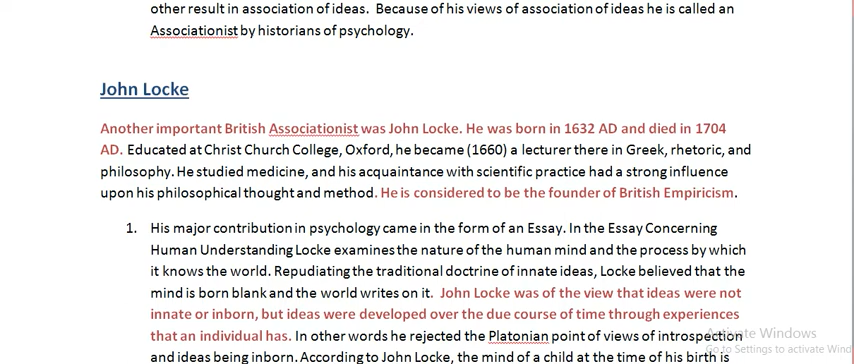 other result in association of ideas.  Because of his views of association of ideas he is called an
Associationist by historians of psychology.
John Locke
Another important British Associationist was John Locke. He was born in 1632 AD and died in 1704
AD. Educated at Christ Church College, Oxford, he became (1660) a lecturer there in Greek, rhetoric, and
philosophy. He studied medicine, and his acquaintance with scientific practice had a strong influence
upon his philosophical thought and method. He is considered to be the founder of British Empiricism.
1. His major contribution in psychology came in the form of an Essay. In the Essay Concerning
Human Understanding Locke examines the nature of the human mind and the process by which
it knows the world. Repudiating the traditional doctrine of innate ideas, Locke believed that the
mind is born blank and the world writes on it.  John Locke was of the view that ideas were not
innate or inborn, but ideas were developed over the due course of time through experiences
that an individual has. In other words he rejected the Platonian point of views of introspection
and ideas being inborn. According to John Locke, the mind of a child at the time of his birth is
Activate Windows
Go to Settings to activate Wind